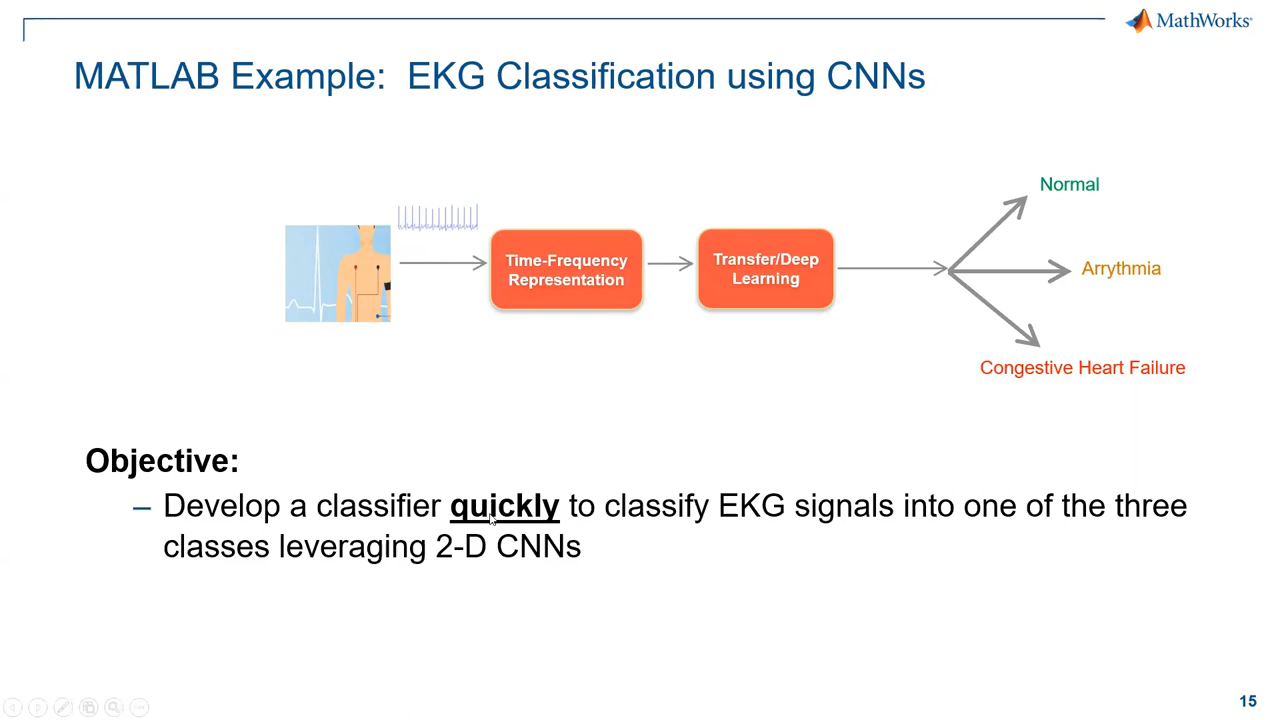 MathWorks®
MATLAB Example: EKG Classification using CNNs
Normal
Time-Frequency
Representation
Transfer/Deep
Learning
Arrythmia
Congestive Heart Failure
Objective:
– Develop a classifier quickly to classify EKG signals into one of the three
classes leveraging 2-D CNNs
15